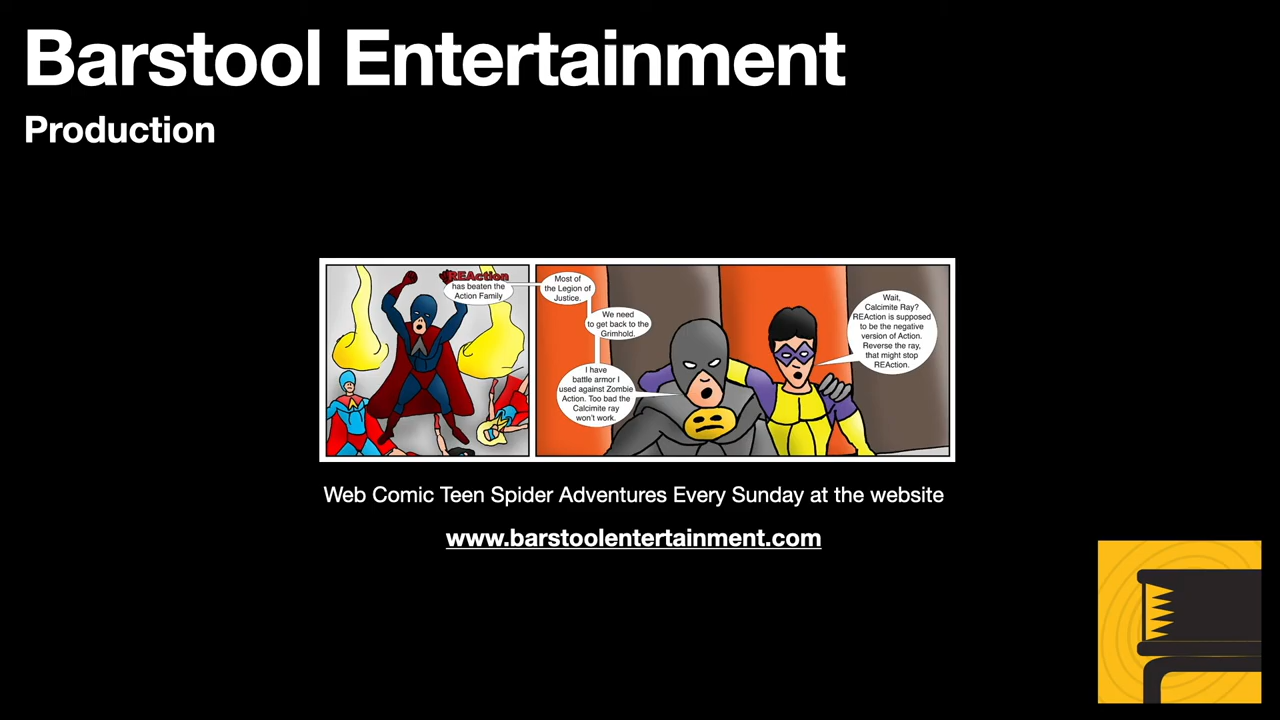 Barstool Entertainment
Production
REAction
has beaten the
Action Family
Most of
the Legion of
Justice.
We need
to get back to the
Grimhold.
I have
battle armor I
used against Zombie
Action. Too bad the
Calcimite ray
won't work.
Wait,
Calcimite Ray?
REAction is supposed
to be the negative
version of Action.
Reverse the ray,
that might stop
REAction.
Web Comic Teen Spider Adventures Every Sunday at the website
www.barstoolentertainment.com